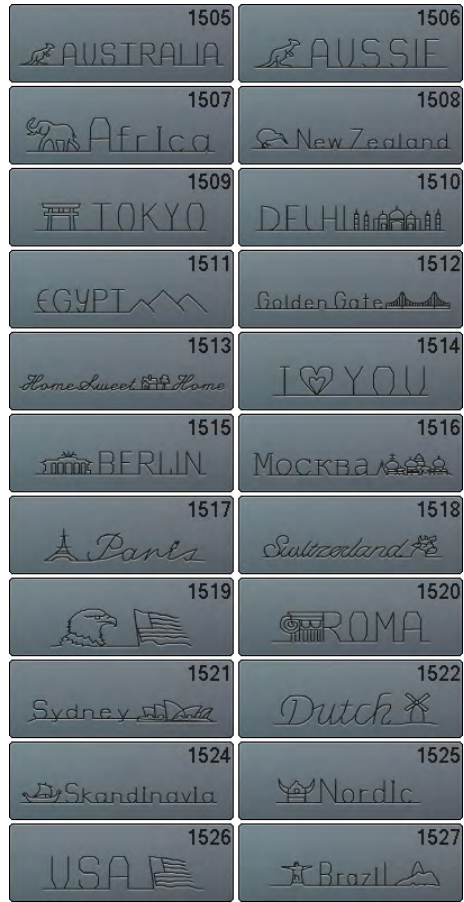 1505
AUSTRALIA
1506
AUSSIE
1507
Africa
1508
New Zealand
1509
TOKYO
1510
DELHI
1511
EGYPT
1512
Golden Gate
1513
Home Sweet Home
1514
I YOU
1515
BERLIN
1516
Москва
1517
Paris
1518
Switzerland
1519
1520
ROMA
1521
Sydney
1522
Dutch
1524
Skandinavia
1525
Nordic
1526
USA
1527
Brazil